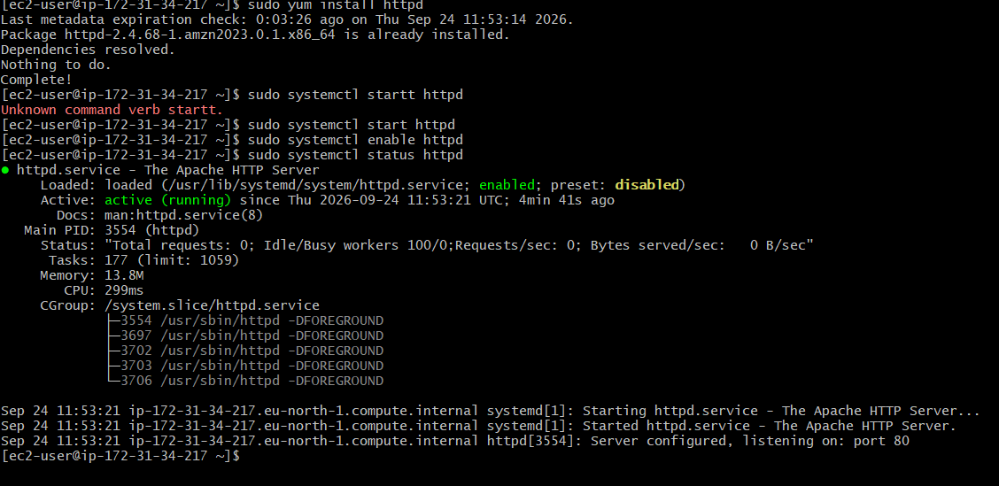 [ec2-user@ip-172-31-34-217 ~]$ sudo yum install httpd
Last metadata expiration check: 0:03:26 ago on Thu Sep 24 11:53:14 2026.
Package httpd-2.4.68-1.amzn2023.0.1.x86_64 is already installed.
Dependencies resolved.
Nothing to do.
Complete!
[ec2-user@ip-172-31-34-217 ~]$ sudo systemctl startt httpd
Unknown command verb startt.
[ec2-user@ip-172-31-34-217 ~]$ sudo systemctl start httpd
[ec2-user@ip-172-31-34-217 ~]$ sudo systemctl enable httpd
[ec2-user@ip-172-31-34-217 ~]$ sudo systemctl status httpd
● httpd.service - The Apache HTTP Server
     Loaded: loaded (/usr/lib/systemd/system/httpd.service; enabled; preset: disabled)
     Active: active (running) since Thu 2026-09-24 11:53:21 UTC; 4min 41s ago
       Docs: man:httpd.service(8)
   Main PID: 3554 (httpd)
     Status: "Total requests: 0; Idle/Busy workers 100/0;Requests/sec: 0; Bytes served/sec:   0 B/sec"
      Tasks: 177 (limit: 1059)
     Memory: 13.8M
        CPU: 299ms
     CGroup: /system.slice/httpd.service
             ├─3554 /usr/sbin/httpd -DFOREGROUND
             ├─3697 /usr/sbin/httpd -DFOREGROUND
             ├─3702 /usr/sbin/httpd -DFOREGROUND
             ├─3703 /usr/sbin/httpd -DFOREGROUND
             └─3706 /usr/sbin/httpd -DFOREGROUND
Sep 24 11:53:21 ip-172-31-34-217.eu-north-1.compute.internal systemd[1]: Starting httpd.service - The Apache HTTP Server...
Sep 24 11:53:21 ip-172-31-34-217.eu-north-1.compute.internal systemd[1]: Started httpd.service - The Apache HTTP Server.
Sep 24 11:53:21 ip-172-31-34-217.eu-north-1.compute.internal httpd[3554]: Server configured, listening on: port 80
[ec2-user@ip-172-31-34-217 ~]$